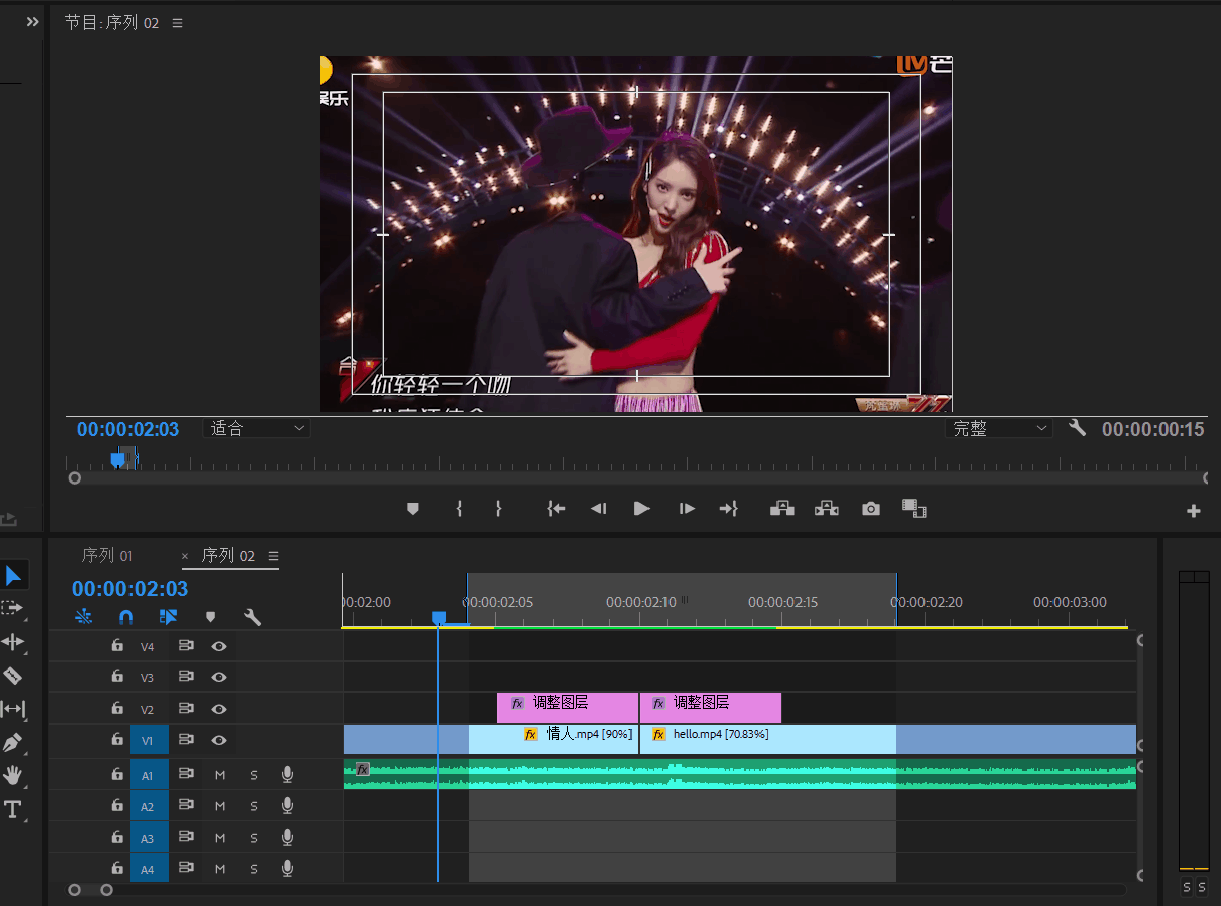 节目:序列 02
娱乐
芒
你轻轻一个吻
00:00:02:03
适合
完整
00:00:00:15
序列 01
× 序列 02
00:00:02:03
00:02:00
00:00:02:05
00:00:02:10
00:00:02:15
00:00:02:20
00:00:03:00
V4
V3
V2
fx 调整图层
fx 调整图层
V1
fx 情人.mp4 [90%]
fx hello.mp4 [70.83%]
A1 M S
fx
A2 M S
A3 M S
A4 M S
S S